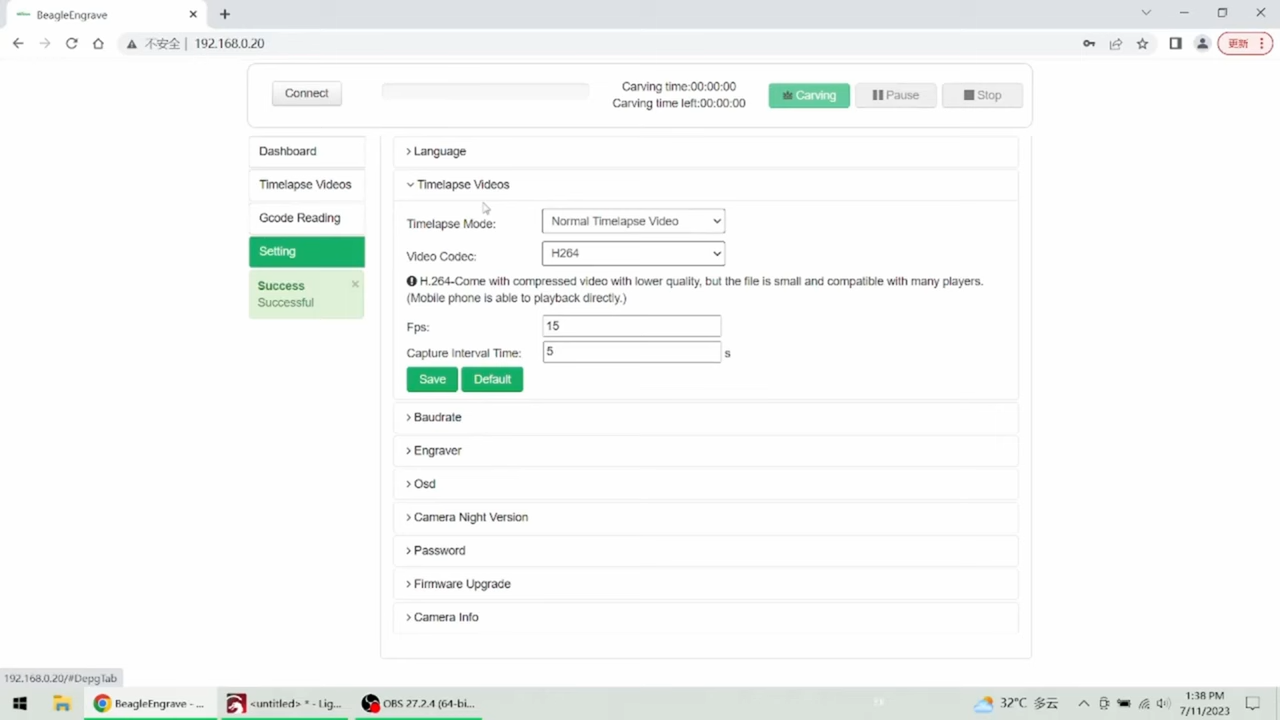 BeagleEngrave
不安全
192.168.0.20
更新
Connect
Carving time:00:00:00
Carving time left:00:00:00
Carving
Pause
Stop
Dashboard
Timelapse Videos
Gcode Reading
Setting
Success
Successful
Language
Timelapse Videos
Timelapse Mode:
Normal Timelapse Video
Video Codec:
H264
H.264-Come with compressed video with lower quality, but the file is small and compatible with many players.
(Mobile phone is able to playback directly.)
Fps:
15
Capture Interval Time:
5
s
Save
Default
Baudrate
Engraver
Osd
Camera Night Version
Password
Firmware Upgrade
Camera Info
192.168.0.20/#DepgTab
BeagleEngrave - ...
<untitled> * - Lig...
OBS 27.2.4 (64-bi...
32°C 多云
1:38 PM
7/11/2023